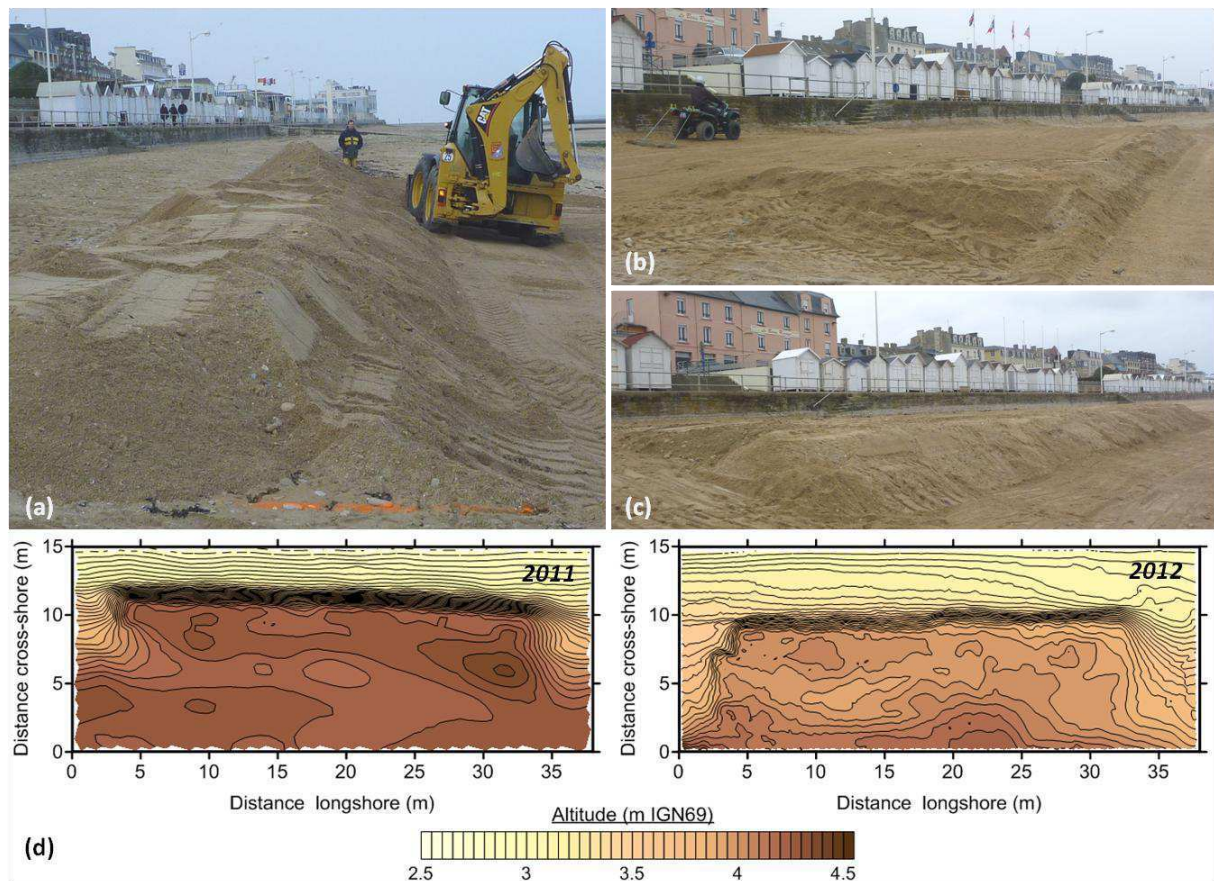 CAT
(a)
(b)
(c)
15
10
5
0
Distance cross-shore (m)
2011
0 5 10 15 20 25 30 35
Distance longshore (m)
15
10
5
0
Distance cross-shore (m)
2012
0 5 10 15 20 25 30 35
Distance longshore (m)
Altitude (m IGN69)
(d)
2.5 3 3.5 4 4.5